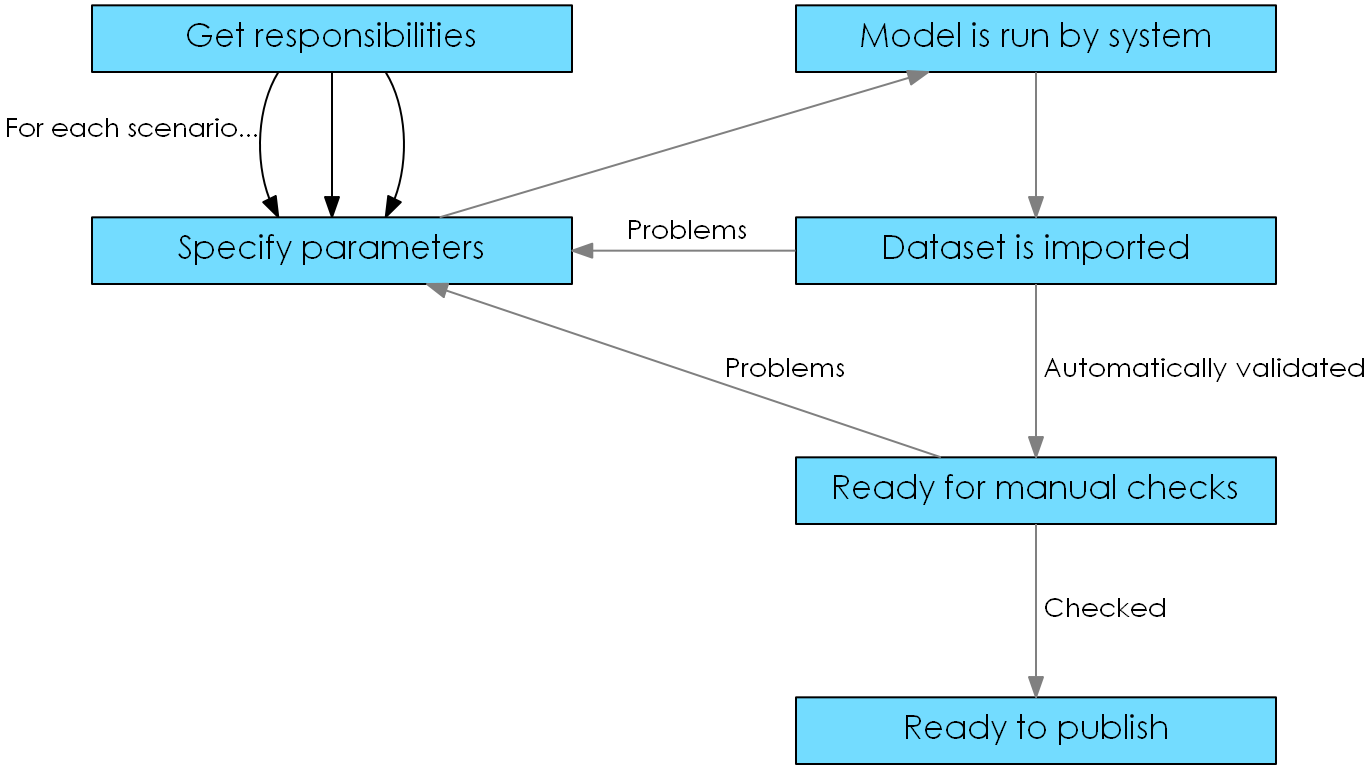 Get responsibilities
Model is run by system
For each scenario...
Specify parameters
Problems
Dataset is imported
Problems
Automatically validated
Ready for manual checks
Checked
Ready to publish